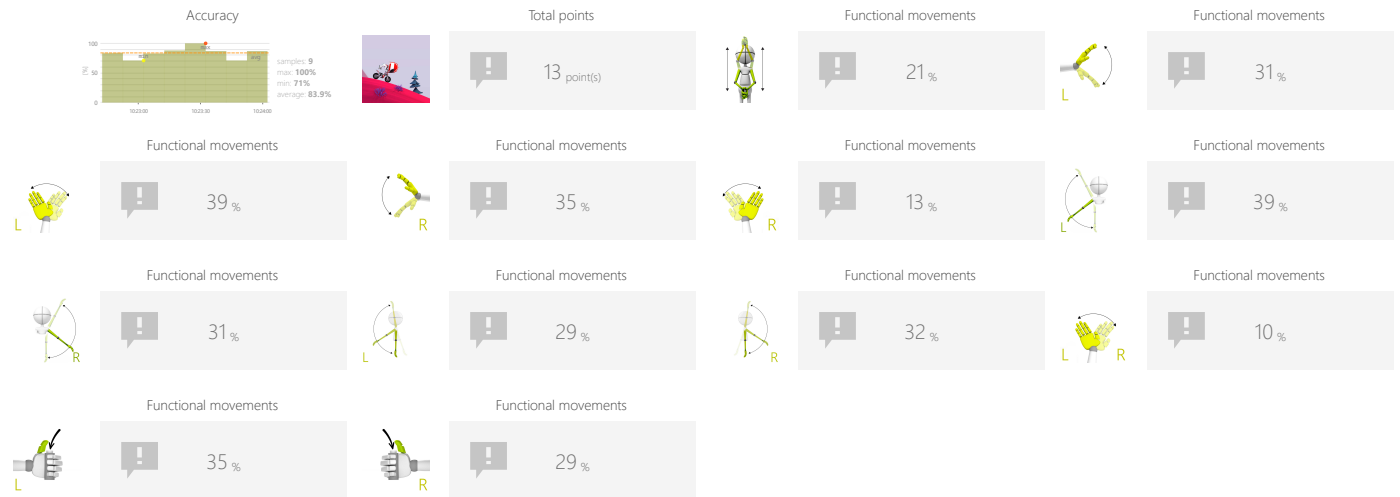 Accuracy
100
50
0
(%)
min
max
avg
10:23:00
10:23:30
10:24:00
samples: 9
max: 100%
min: 71%
average: 83.9%
Total points
13 point(s)
Functional movements
21 %
Functional movements
L
31 %
Functional movements
L
39 %
Functional movements
R
35 %
Functional movements
R
13 %
Functional movements
L
39 %
Functional movements
R
31 %
Functional movements
L
29 %
Functional movements
R
32 %
Functional movements
L R
10 %
Functional movements
L
35 %
Functional movements
R
29 %